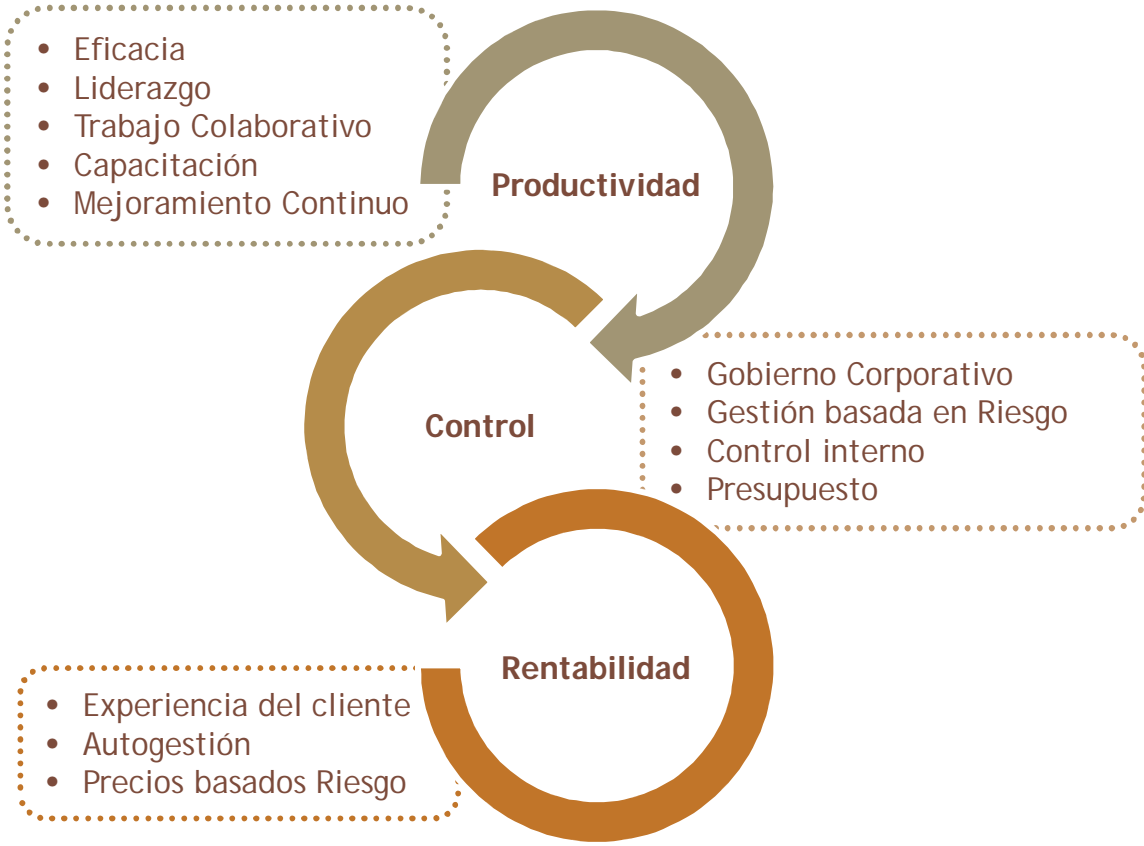 • Eficacia
• Liderazgo
• Trabajo Colaborativo
• Capacitación
• Mejoramiento Continuo
Productividad
• Gobierno Corporativo
• Gestión basada en Riesgo
• Control interno
• Presupuesto
Control
Rentabilidad
• Experiencia del cliente
• Autogestión
• Precios basados Riesgo